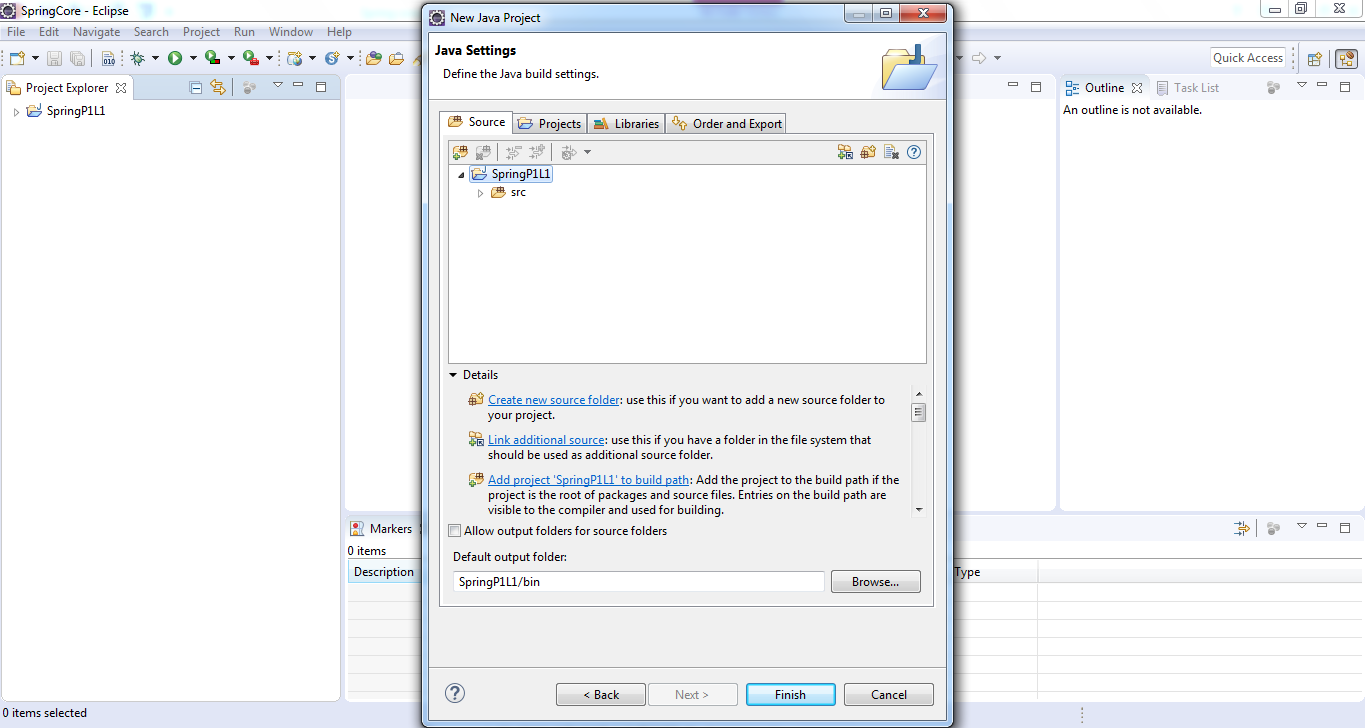 SpringCore - Eclipse
File Edit Navigate Search Project Run Window Help
Quick Access
Project Explorer
SpringP1L1
New Java Project
Java Settings
Define the Java build settings.
Source Projects Libraries Order and Export
SpringP1L1
src
Details
Create new source folder: use this if you want to add a new source folder to
your project.
Link additional source: use this if you have a folder in the file system that
should be used as additional source folder.
Add project 'SpringP1L1' to build path: Add the project to the build path if the
project is the root of packages and source files. Entries on the build path are
visible to the compiler and used for building.
Allow output folders for source folders
Default output folder:
SpringP1L1/bin Browse...
< Back Next > Finish Cancel
Outline Task List
An outline is not available.
Markers
0 items
Description Type
0 items selected